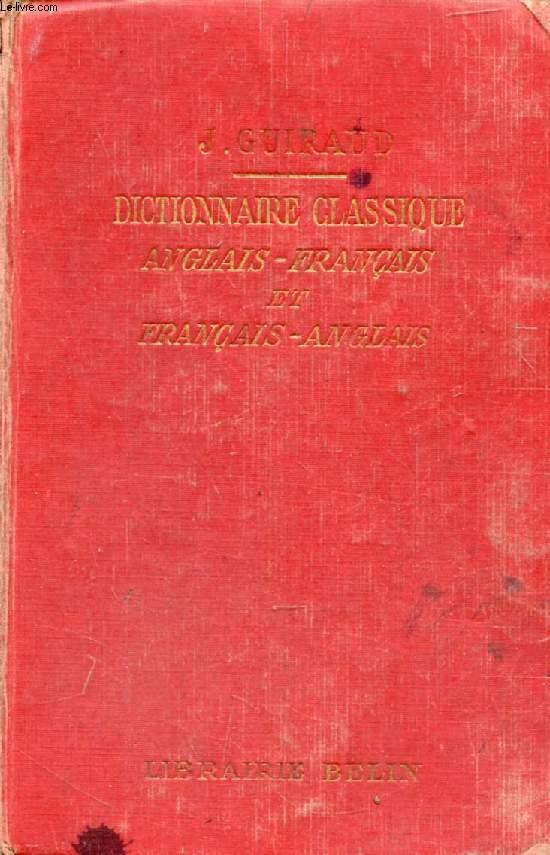 Le-livre.com
J. GUIRAUD
DICTIONNAIRE CLASSIQUE
ANGLAIS-FRANÇAIS
ET
FRANÇAIS-ANGLAIS
LIBRAIRIE BELIN